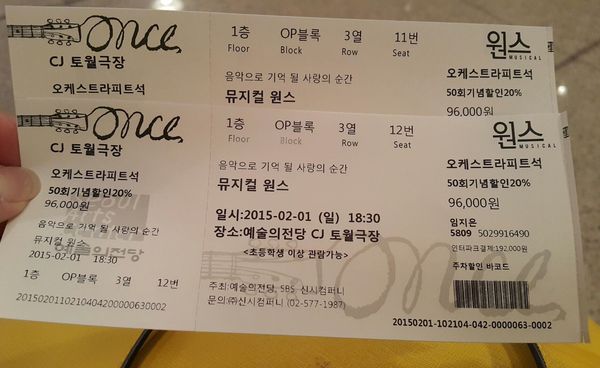 Once
CJ 토월극장
오케스트라피트석
1층 OP블록 3열 11번
Floor Block Row Seat
음악으로 기억 될 사랑의 순간
뮤지컬 원스
원스
MUSICAL
오케스트라피트석
50회기념할인20%
96,000원
Once
CJ 토월극장
오케스트라피트석
50회기념할인20%
96,000원
음악으로 기억 될 사랑의 순간
뮤지컬 원스
2015-02-01 18:30
1층 OP블록 3열 12번
20150201102104042000000630002
예술의전당
1층 OP블록 3열 12번
Floor Block Row Seat
음악으로 기억 될 사랑의 순간
뮤지컬 원스
일시:2015-02-01 (일) 18:30
장소:예술의전당 CJ 토월극장
<초등학생 이상 관람가능>
주최:예술의전당, SBS 신시컴퍼니
문의:㈜신시컴퍼니 (02-577-1987)
Once
원스
MUSICAL
오케스트라피트석
50회기념할인20%
96,000원
임지은
5809 5029916490
인터파크결제:192,000원
주차할인 바코드
20150201-102104-042-0000063-0002